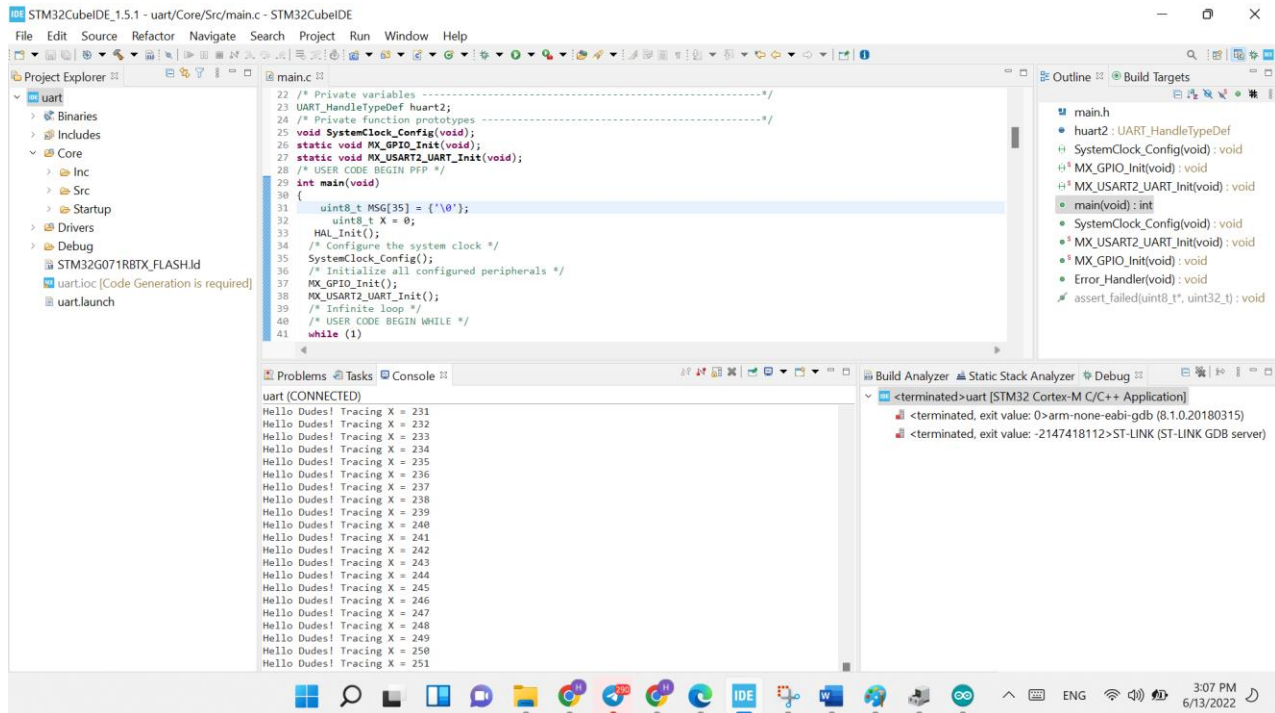 STM32CubeIDE_1.5.1 - uart/Core/Src/main.c - STM32CubeIDE
File Edit Source Refactor Navigate Search Project Run Window Help
Project Explorer
uart
Binaries
Includes
Core
Inc
Src
Startup
Drivers
Debug
STM32G071RBTX_FLASH.ld
uart.ioc [Code Generation is required]
uart.launch
main.c
22 /* Private variables ---------------------------------------------------------*/
23 UART_HandleTypeDef huart2;
24 /* Private function prototypes -----------------------------------------------*/
25 void SystemClock_Config(void);
26 static void MX_GPIO_Init(void);
27 static void MX_USART2_UART_Init(void);
28 /* USER CODE BEGIN PFP */
29 int main(void)
30 {
31 uint8_t MSG[35] = {'\0'};
32 uint8_t X = 0;
33 HAL_Init();
34 /* Configure the system clock */
35 SystemClock_Config();
36 /* Initialize all configured peripherals */
37 MX_GPIO_Init();
38 MX_USART2_UART_Init();
39 /* Infinite loop */
40 /* USER CODE BEGIN WHILE */
41 while (1)
Outline Build Targets
main.h
huart2 : UART_HandleTypeDef
SystemClock_Config(void) : void
MX_GPIO_Init(void) : void
MX_USART2_UART_Init(void) : void
main(void) : int
SystemClock_Config(void) : void
MX_USART2_UART_Init(void) : void
MX_GPIO_Init(void) : void
Error_Handler(void) : void
assert_failed(uint8_t*, uint32_t) : void
Problems Tasks Console
uart (CONNECTED)
Hello Dudes! Tracing X = 231
Hello Dudes! Tracing X = 232
Hello Dudes! Tracing X = 233
Hello Dudes! Tracing X = 234
Hello Dudes! Tracing X = 235
Hello Dudes! Tracing X = 236
Hello Dudes! Tracing X = 237
Hello Dudes! Tracing X = 238
Hello Dudes! Tracing X = 239
Hello Dudes! Tracing X = 240
Hello Dudes! Tracing X = 241
Hello Dudes! Tracing X = 242
Hello Dudes! Tracing X = 243
Hello Dudes! Tracing X = 244
Hello Dudes! Tracing X = 245
Hello Dudes! Tracing X = 246
Hello Dudes! Tracing X = 247
Hello Dudes! Tracing X = 248
Hello Dudes! Tracing X = 249
Hello Dudes! Tracing X = 250
Hello Dudes! Tracing X = 251
Build Analyzer Static Stack Analyzer Debug
<terminated>uart [STM32 Cortex-M C/C++ Application]
<terminated, exit value: 0>arm-none-eabi-gdb (8.1.0.20180315)
<terminated, exit value: -2147418112>ST-LINK (ST-LINK GDB server)
290
IDE
ENG
3:07 PM
6/13/2022